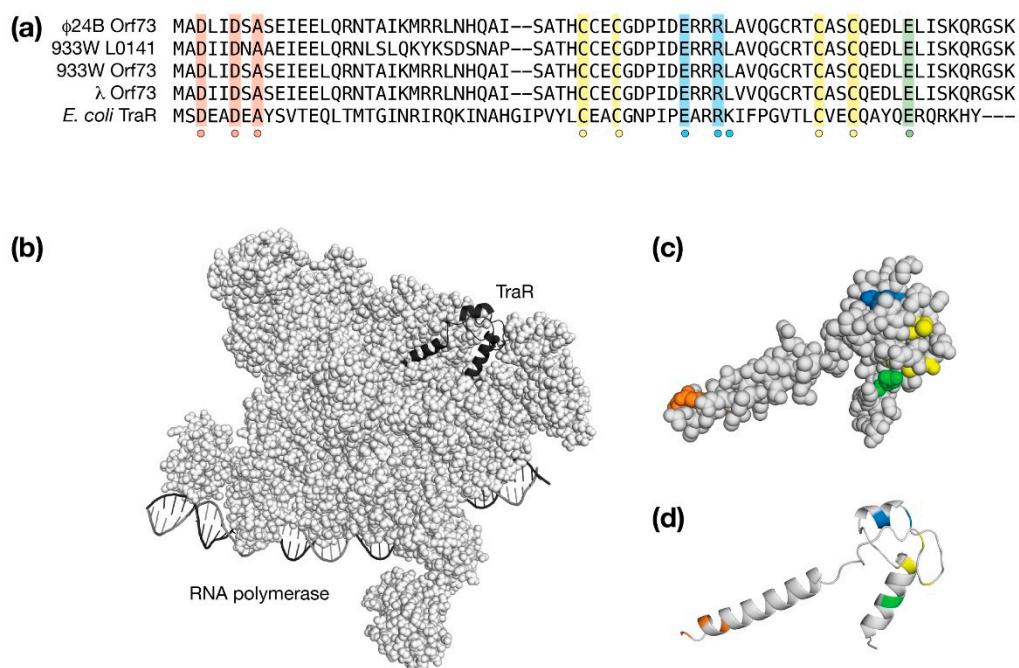 (a)
φ24B Orf73 MADLIDSASEIEELQRNTAIKMRRLNHQAI--SATHCCECGDPIDERRRLAVQGCRTCASCQEDLELISKQRGSK
933W L0141 MADIIDNAAEIEELQRNLSLQKYKSDSNAP-SATHCCECGDPIDERRRLAVQGCRTCASCQEDLELISKQRGSK
933W Orf73 MADLIDSASEIEELQRNTAIKMRRLNHQAI--SATHCCECGDPIDERRRLAVQGCRTCASCQEDLELISKQRGSK
λ Orf73 MADIIDSASEIEELQRNTAIKMRRLNHQAI--SATHCCECGDPIDERRRLVVQGCRTCASCQEDLELISKQRGSK
E. coli TraR MSDEADEAYSVTEQLTMTGINRIRQKINAHGIPVYLCEACGNPIPEARRKIFPGVTLCVECQAYQERQRKHY---
(b)
TraR
RNA polymerase
(c)
(d)